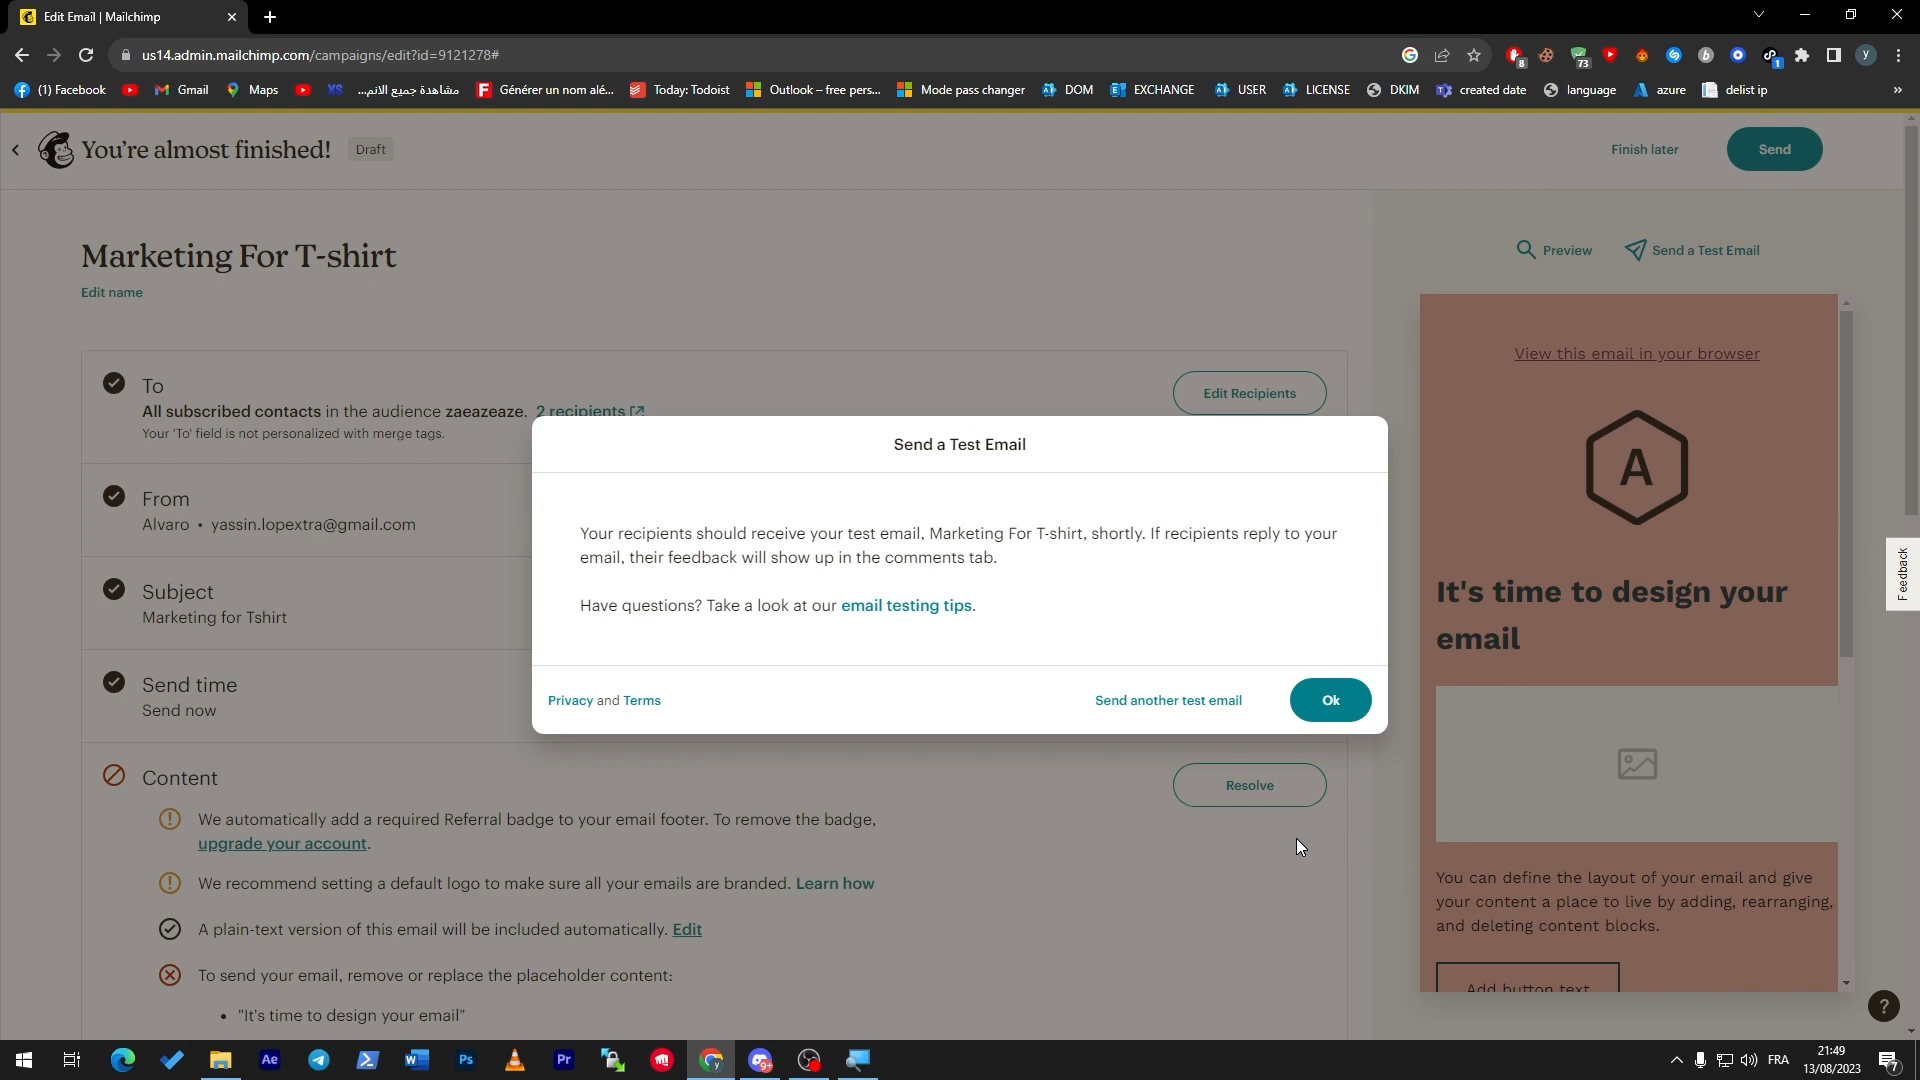 Edit Email | Mailchimp
us14.admin.mailchimp.com/campaigns/edit?id=9121278#
8
73
1
y
(1) Facebook
Gmail
Maps
XS
مشاهدة جميع الانم...
Générer un nom alé...
Today: Todoist
Outlook – free pers...
Mode pass changer
DOM
EXCHANGE
USER
LICENSE
DKIM
created date
language
azure
delist ip
You're almost finished!
Draft
Finish later
Send
Marketing For T-shirt
Edit name
Preview
Send a Test Email
To
All subscribed contacts in the audience zaeazeaze. 2 recipients
Your 'To' field is not personalized with merge tags.
Edit Recipients
From
Alvaro • yassin.lopextra@gmail.com
Subject
Marketing for Tshirt
Send time
Send now
Send a Test Email
Your recipients should receive your test email, Marketing For T-shirt, shortly. If recipients reply to your
email, their feedback will show up in the comments tab.
Have questions? Take a look at our email testing tips.
Privacy and Terms
Send another test email
Ok
Content
Resolve
We automatically add a required Referral badge to your email footer. To remove the badge,
upgrade your account.
We recommend setting a default logo to make sure all your emails are branded. Learn how
A plain-text version of this email will be included automatically. Edit
To send your email, remove or replace the placeholder content:
• "It's time to design your email"
View this email in your browser
A
It's time to design your
email
You can define the layout of your email and give
your content a place to live by adding, rearranging,
and deleting content blocks.
Add button text
Feedback
?
Ae
Ps
Pr
9+
FRA
21:49
13/08/2023
7